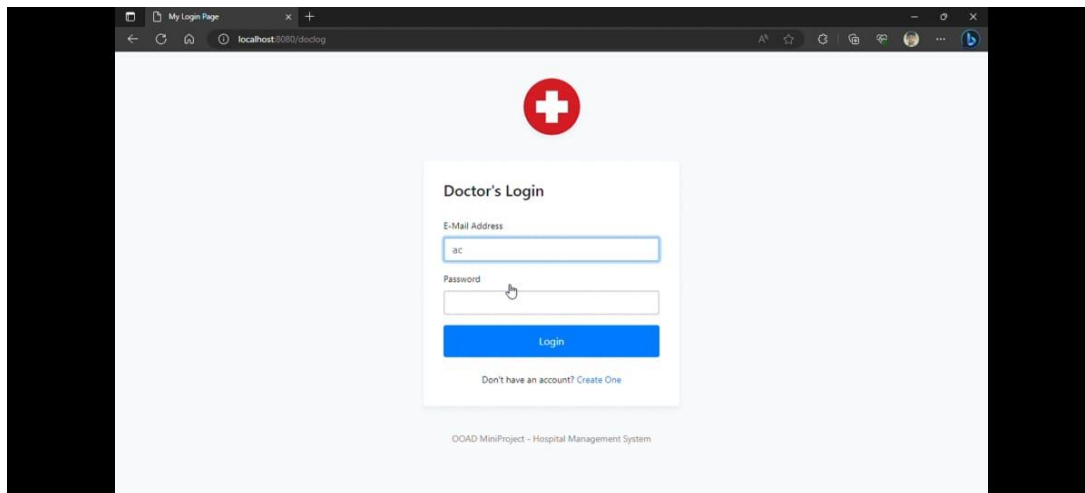 My Login Page
localhost:8080/doclog
Doctor's Login
E-Mail Address
ac
Password
Login
Don't have an account? Create One
OOAD MiniProject - Hospital Management System